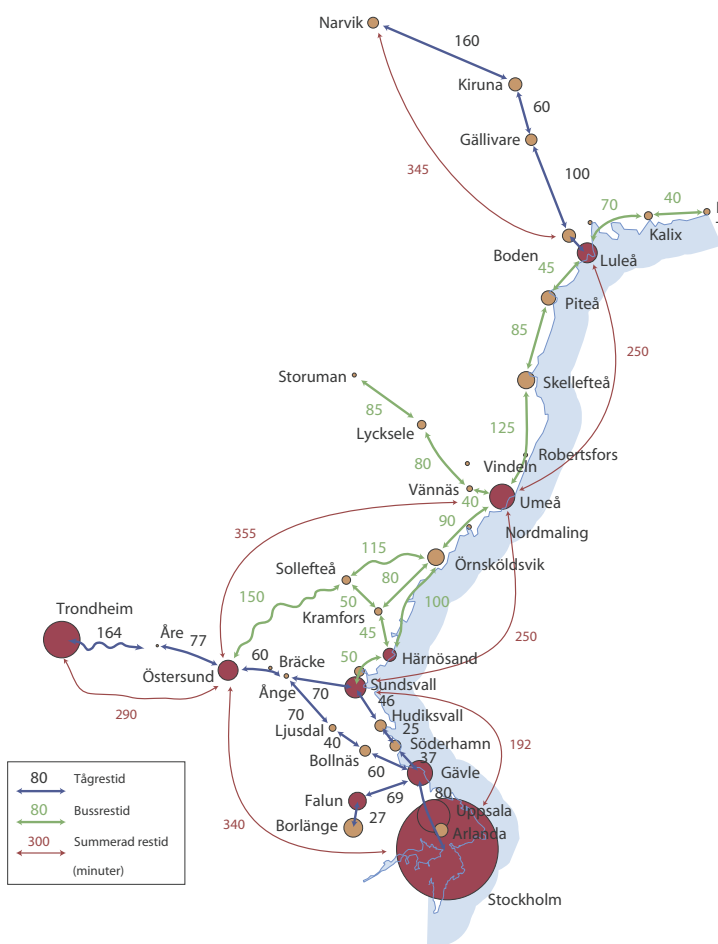 Narvik
160
Kiruna
60
Gällivare
345
100
70
40
Kalix
Boden
Luleå
45
Piteå
85
250
Storuman
Skellefteå
85
Lycksele
125
80
Robertsfors
Vindeln
Vännäs
40
Umeå
90
Nordmaling
355
115
Sollefteå
Örnsköldsvik
80
150
50
100
Trondheim
Kramfors
164
Åre
77
45
250
60
Bräcke
50
Härnösand
Östersund
Ånge
70
Sundsvall
46
290
70
Hudiksvall
Ljusdal
25
192
40
Söderhamn
Bollnäs
37
60
Gävle
80
Tågrestid
69
80
Falun
Uppsala
80
Bussrestid
27
340
Borlänge
Arlanda
300
Summerad restid
(minuter)
Stockholm